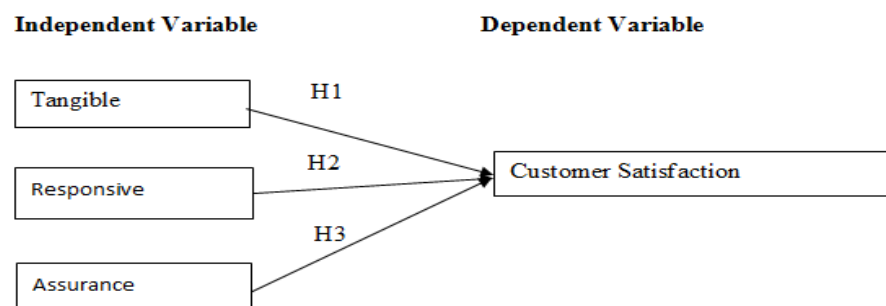 Independent Variable
Dependent Variable
Tangible
H1
Responsive
H2
Customer Satisfaction
H3
Assurance